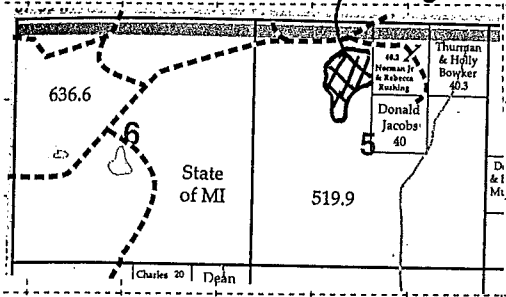 636.6
6
State
of MI
519.9
5
40.3
Norman Jr
& Rebecca
Rushing
Thurman
& Holly
Bowker
40.3
Donald
Jacobs
40
Charles 20
Dean